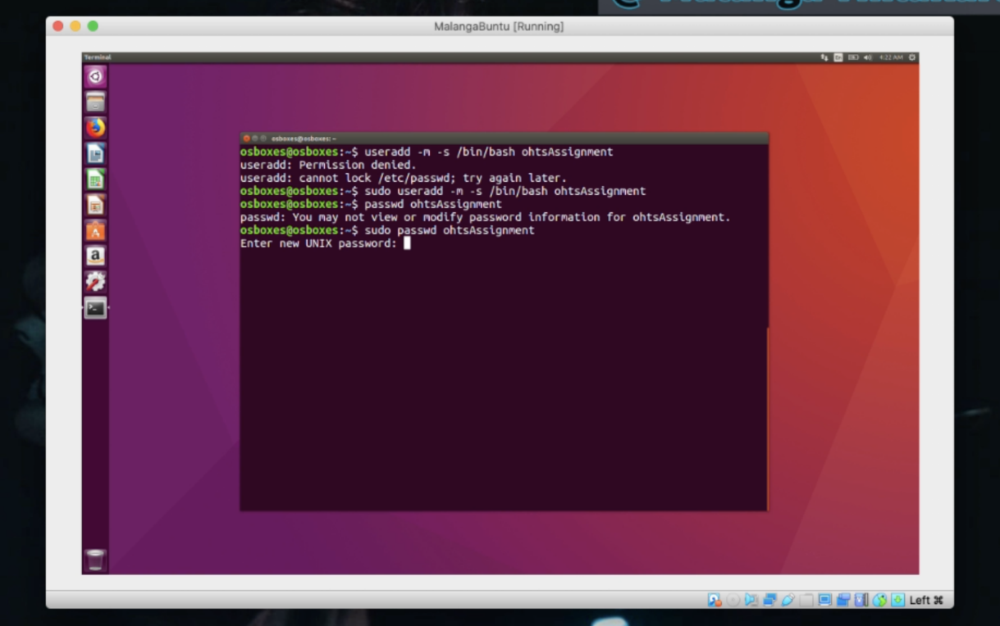 MalangaBuntu [Running]
Terminal
4:22 AM
osboxes@osboxes: ~
osboxes@osboxes:~$ useradd -m -s /bin/bash ohtsAssignment
useradd: Permission denied.
useradd: cannot lock /etc/passwd; try again later.
osboxes@osboxes:~$ sudo useradd -m -s /bin/bash ohtsAssignment
osboxes@osboxes:~$ passwd ohtsAssignment
passwd: You may not view or modify password information for ohtsAssignment.
osboxes@osboxes:~$ sudo passwd ohtsAssignment
Enter new UNIX password:
Left ⌘